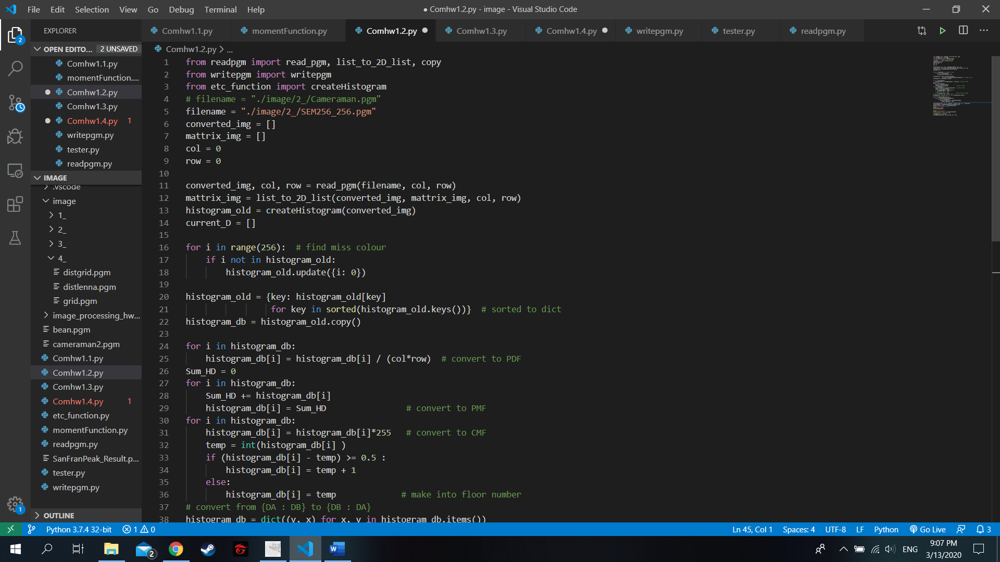 File Edit Selection View Go Debug Terminal Help
● Comhw1.2.py - image - Visual Studio Code
EXPLORER
Comhw1.1.py momentFunction.py Comhw1.2.py Comhw1.3.py Comhw1.4.py writepgm.py tester.py readpgm.py
OPEN EDITO... 2 UNSAVED
Comhw1.1.py
momentFunction....
Comhw1.2.py
Comhw1.3.py
Comhw1.4.py 1
writepgm.py
tester.py
readpgm.py
IMAGE
.vscode
image
1_
2_
3_
4_
distgrid.pgm
distlenna.pgm
grid.pgm
image_processing_hw...
bean.pgm
cameraman2.pgm
Comhw1.1.py
Comhw1.2.py
Comhw1.3.py
Comhw1.4.py 1
etc_function.py
momentFunction.py
readpgm.py
SanFranPeak_Result.p...
tester.py
writepgm.py
OUTLINE
2
1
Comhw1.2.py > ...
1 from readpgm import read_pgm, list_to_2D_list, copy
2 from writepgm import writepgm
3 from etc_function import createHistogram
4 # filename = "./image/2_/Cameraman.pgm"
5 filename = "./image/2_/SEM256_256.pgm"
6 converted_img = []
7 mattrix_img = []
8 col = 0
9 row = 0
10
11 converted_img, col, row = read_pgm(filename, col, row)
12 mattrix_img = list_to_2D_list(converted_img, mattrix_img, col, row)
13 histogram_old = createHistogram(converted_img)
14 current_D = []
15
16 for i in range(256):  # find miss colour
17     if i not in histogram_old:
18         histogram_old.update({i: 0})
19
20 histogram_old = {key: histogram_old[key]
21                  for key in sorted(histogram_old.keys())}  # sorted to dict
22 histogram_db = histogram_old.copy()
23
24 for i in histogram_db:
25     histogram_db[i] = histogram_db[i] / (col*row)  # convert to PDF
26 Sum_HD = 0
27 for i in histogram_db:
28     Sum_HD += histogram_db[i]
29     histogram_db[i] = Sum_HD                # convert to PMF
30 for i in histogram_db:
31     histogram_db[i] = histogram_db[i]*255   # convert to CMF
32     temp = int(histogram_db[i] )
33     if (histogram_db[i] - temp) >= 0.5 :
34         histogram_db[i] = temp + 1
35     else:
36         histogram_db[i] = temp             # make into floor number
37 # convert from {DA : DB} to {DB : DA}
38 histogram_db = dict((y, x) for x, y in histogram_db.items())
Python 3.7.4 32-bit 1 0 Ln 45, Col 1 Spaces: 4 UTF-8 LF Python Go Live 3
2 W ENG 9:07 PM
3/13/2020